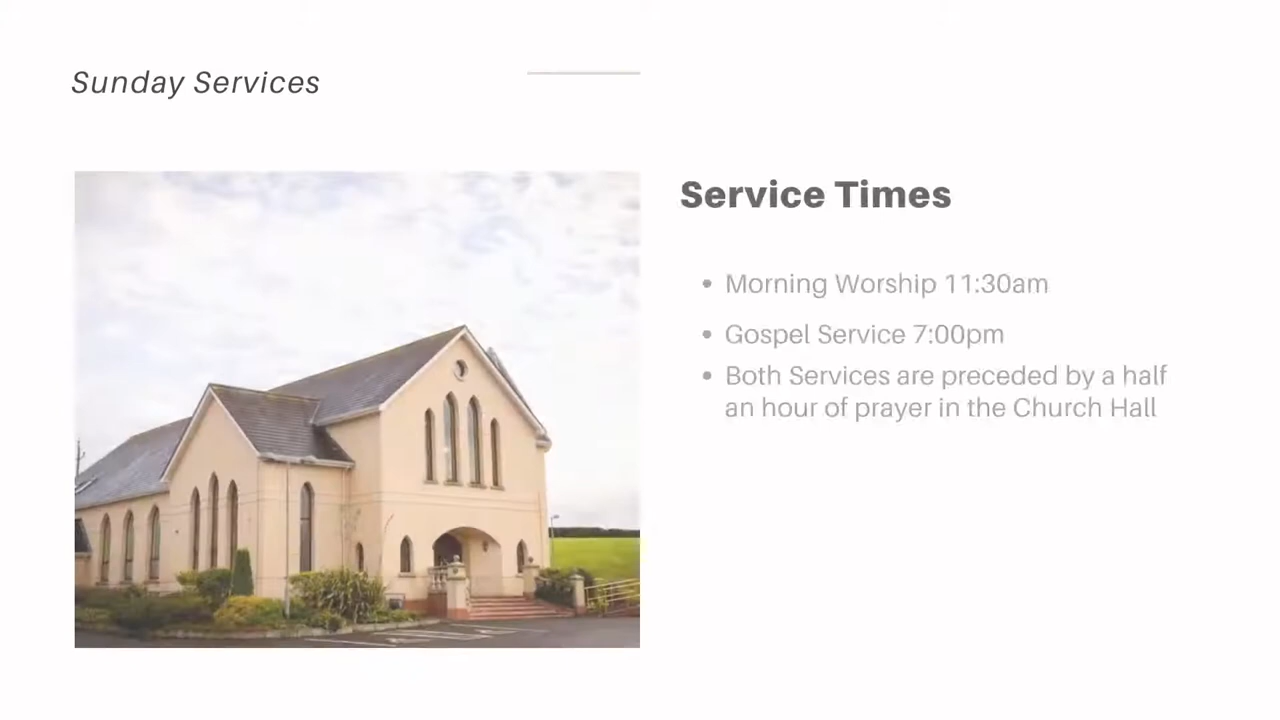 Sunday Services
Service Times
• Morning Worship 11:30am
• Gospel Service 7:00pm
• Both Services are preceded by a half
an hour of prayer in the Church Hall